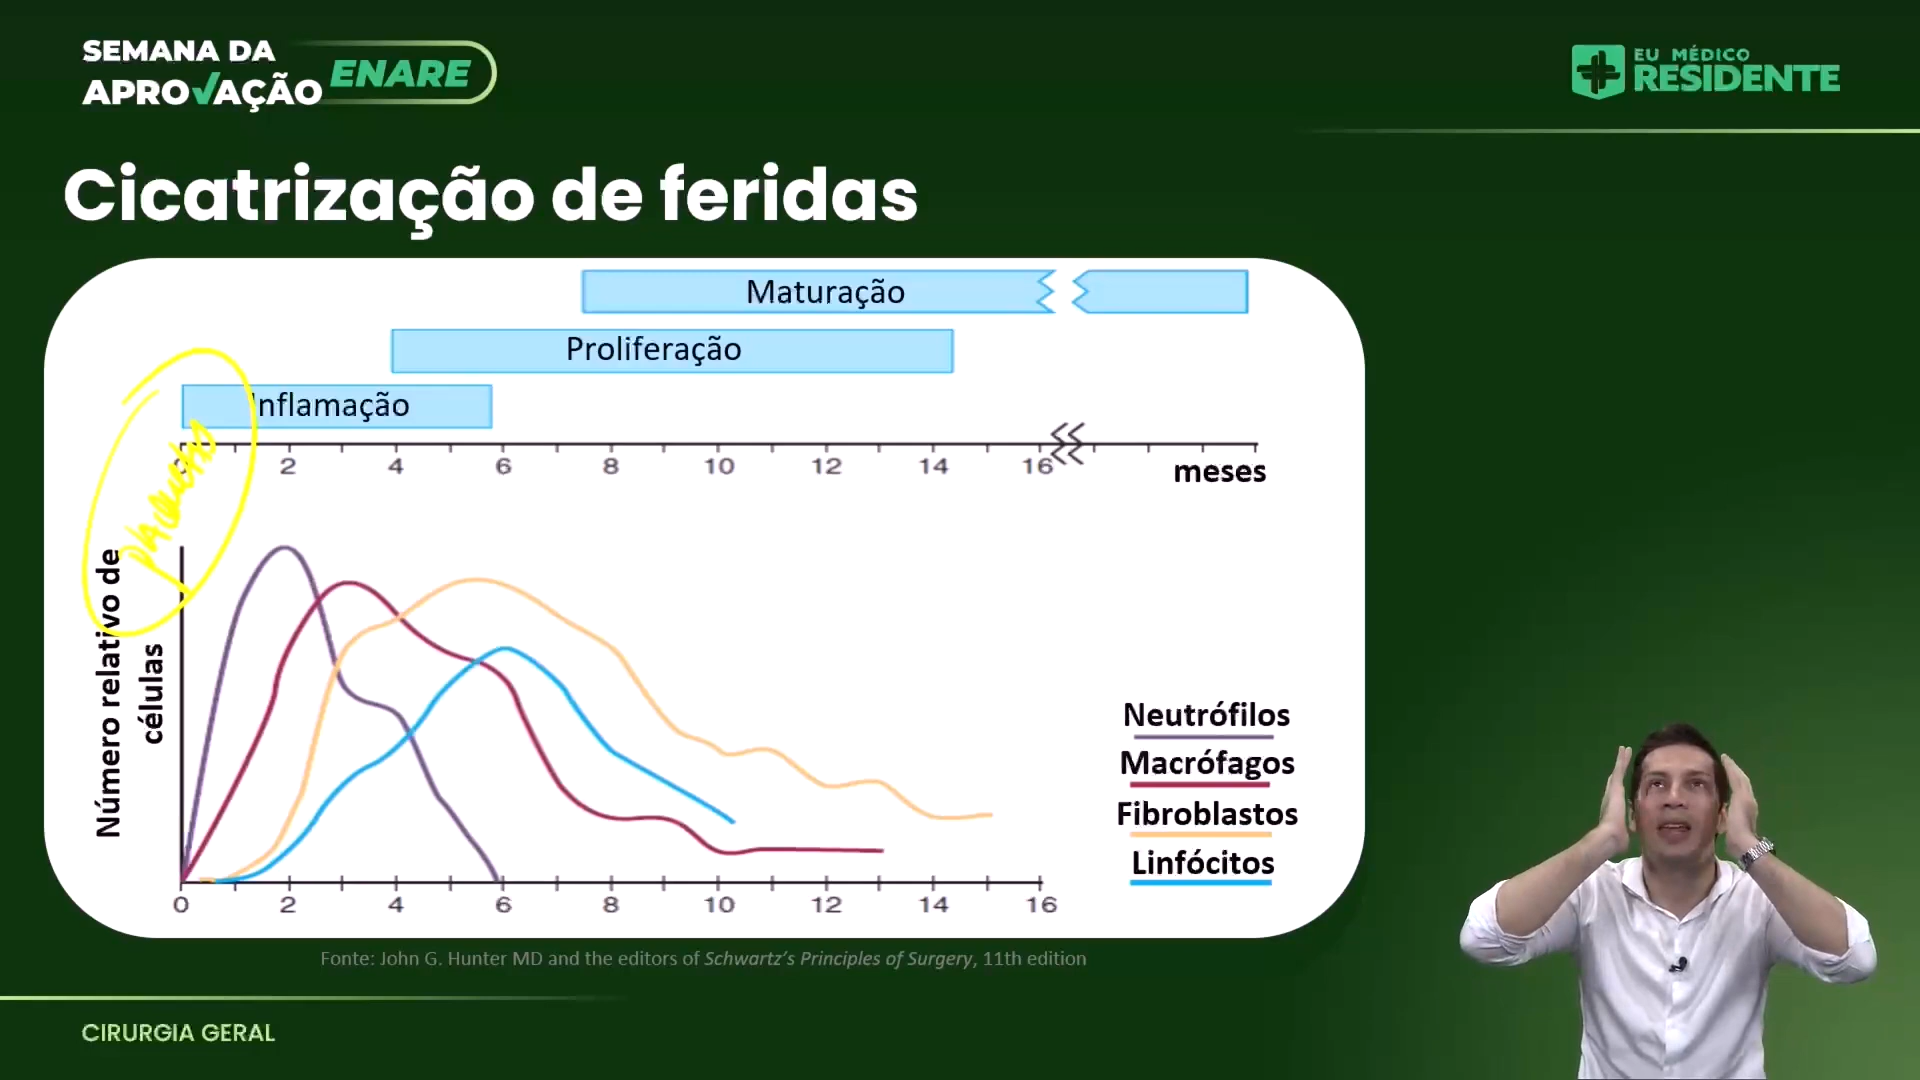 SEMANA DA
APROVAÇÃO ENARE
EU MÉDICO
RESIDENTE
Cicatrização de feridas
Maturação
Proliferação
Inflamação
0 2 4 6 8 10 12 14 16
meses
Número relativo de
células
Neutrófilos
Macrófagos
Fibroblastos
Linfócitos
0 2 4 6 8 10 12 14 16
Fonte: John G. Hunter MD and the editors of Schwartz’s Principles of Surgery, 11th edition
CIRURGIA GERAL